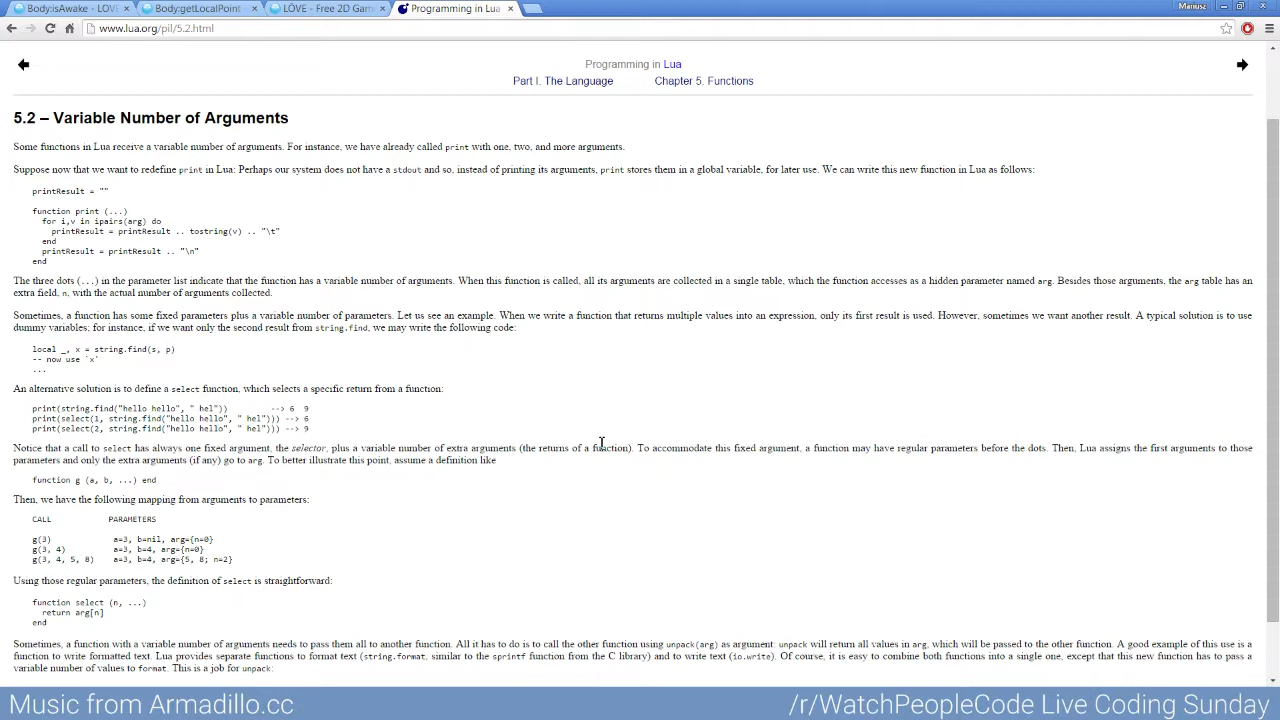 Body:isAwake - LOVE
Body:getLocalPoint
LÖVE - Free 2D Gam
Programming in Lua
Mariusz
www.lua.org/pil/5.2.html
Programming in Lua
Part I. The Language Chapter 5. Functions
5.2 – Variable Number of Arguments
Some functions in Lua receive a variable number of arguments. For instance, we have already called print with one, two, and more arguments.
Suppose now that we want to redefine print in Lua: Perhaps our system does not have a stdout and so, instead of printing its arguments, print stores them in a global variable, for later use. We can write this new function in Lua as follows:
printResult = ""
function print (...)
for i,v in ipairs(arg) do
printResult = printResult .. tostring(v) .. "\t"
end
printResult = printResult .. "\n"
end
The three dots (...) in the parameter list indicate that the function has a variable number of arguments. When this function is called, all its arguments are collected in a single table, which the function accesses as a hidden parameter named arg. Besides those arguments, the arg table has an
extra field, n, with the actual number of arguments collected.
Sometimes, a function has some fixed parameters plus a variable number of parameters. Let us see an example. When we write a function that returns multiple values into an expression, only its first result is used. However, sometimes we want another result. A typical solution is to use
dummy variables; for instance, if we want only the second result from string.find, we may write the following code:
local _, x = string.find(s, p)
-- now use `x'
...
An alternative solution is to define a select function, which selects a specific return from a function:
print(string.find("hello hello", " hel")) --> 6 9
print(select(1, string.find("hello hello", " hel"))) --> 6
print(select(2, string.find("hello hello", " hel"))) --> 9
Notice that a call to select has always one fixed argument, the selector, plus a variable number of extra arguments (the returns of a function). To accommodate this fixed argument, a function may have regular parameters before the dots. Then, Lua assigns the first arguments to those
parameters and only the extra arguments (if any) go to arg. To better illustrate this point, assume a definition like
function g (a, b, ...) end
Then, we have the following mapping from arguments to parameters:
CALL PARAMETERS
g(3) a=3, b=nil, arg={n=0}
g(3, 4) a=3, b=4, arg={n=0}
g(3, 4, 5, 8) a=3, b=4, arg={5, 8; n=2}
Using those regular parameters, the definition of select is straightforward:
function select (n, ...)
return arg[n]
end
Sometimes, a function with a variable number of arguments needs to pass them all to another function. All it has to do is to call the other function using unpack(arg) as argument: unpack will return all values in arg, which will be passed to the other function. A good example of this use is a
function to write formatted text. Lua provides separate functions to format text (string.format, similar to the sprintf function from the C library) and to write text (io.write). Of course, it is easy to combine both functions into a single one, except that this new function has to pass a
variable number of values to format. This is a job for unpack:
Music from Armadillo.cc
/r/WatchPeopleCode Live Coding Sunday